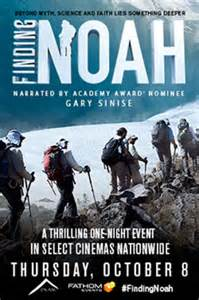 BEYOND MYTH, SCIENCE AND FAITH LIES SOMETHING DEEPER
FINDING
NOAH
NARRATED BY ACADEMY AWARD® NOMINEE
GARY SINISE
A THRILLING ONE-NIGHT EVENT
IN SELECT CINEMAS NATIONWIDE
THURSDAY, OCTOBER 8
FATHOM
EVENTS
#FindingNoah